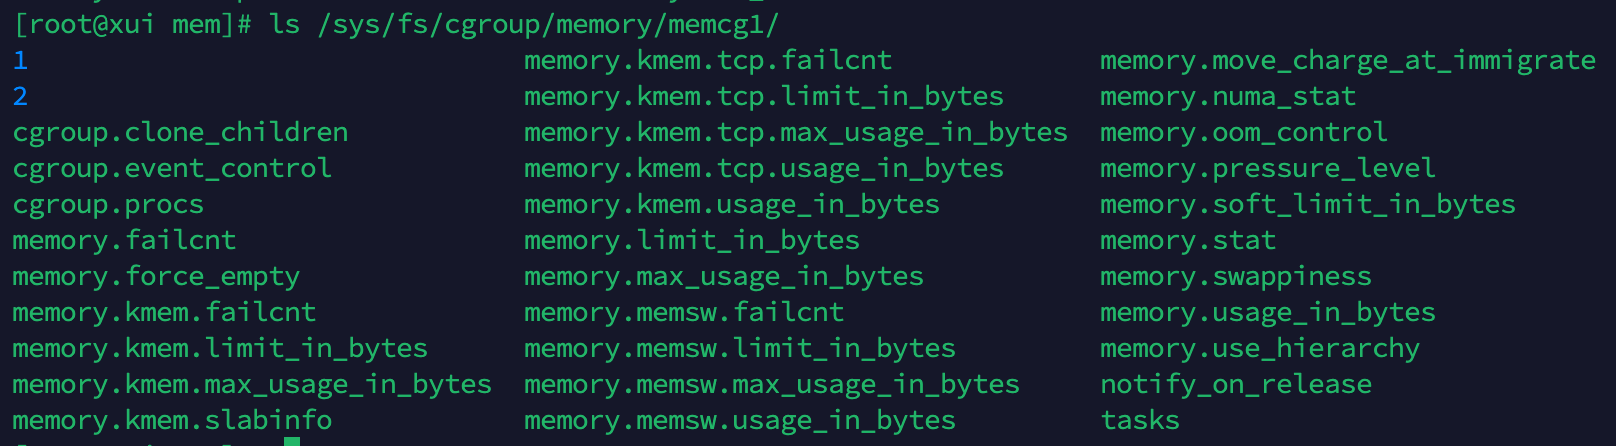 [root@xui mem]# ls /sys/fs/cgroup/memory/memcg1/
1 memory.kmem.tcp.failcnt memory.move_charge_at_immigrate
2 memory.kmem.tcp.limit_in_bytes memory.numa_stat
cgroup.clone_children memory.kmem.tcp.max_usage_in_bytes memory.oom_control
cgroup.event_control memory.kmem.tcp.usage_in_bytes memory.pressure_level
cgroup.procs memory.kmem.usage_in_bytes memory.soft_limit_in_bytes
memory.failcnt memory.limit_in_bytes memory.stat
memory.force_empty memory.max_usage_in_bytes memory.swappiness
memory.kmem.failcnt memory.memsw.failcnt memory.usage_in_bytes
memory.kmem.limit_in_bytes memory.memsw.limit_in_bytes memory.use_hierarchy
memory.kmem.max_usage_in_bytes memory.memsw.max_usage_in_bytes notify_on_release
memory.kmem.slabinfo memory.memsw.usage_in_bytes tasks